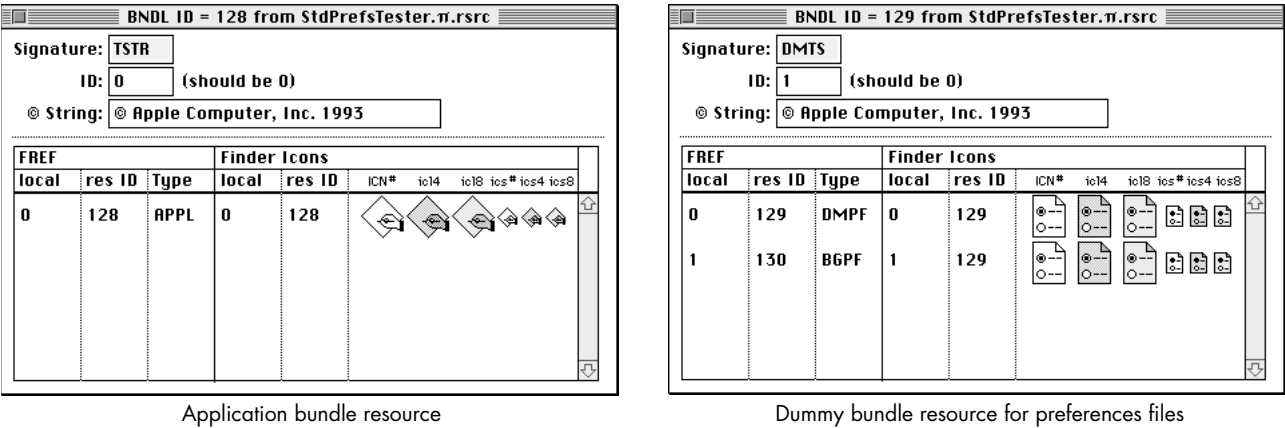 BNDL ID = 128 from StdPrefsTester.π.rsrc
Signature: TSTR
ID: 0 (should be 0)
© String: © Apple Computer, Inc. 1993
FREF Finder Icons
local res ID Type local res ID ICN# icl4 icl8 ics# ics4 ics8
0 128 APPL 0 128
Application bundle resource
BNDL ID = 129 from StdPrefsTester.π.rsrc
Signature: DMTS
ID: 1 (should be 0)
© String: © Apple Computer, Inc. 1993
FREF Finder Icons
local res ID Type local res ID ICN# icl4 icl8 ics# ics4 ics8
0 129 DMPF 0 129
1 130 BGPF 1 129
Dummy bundle resource for preferences files